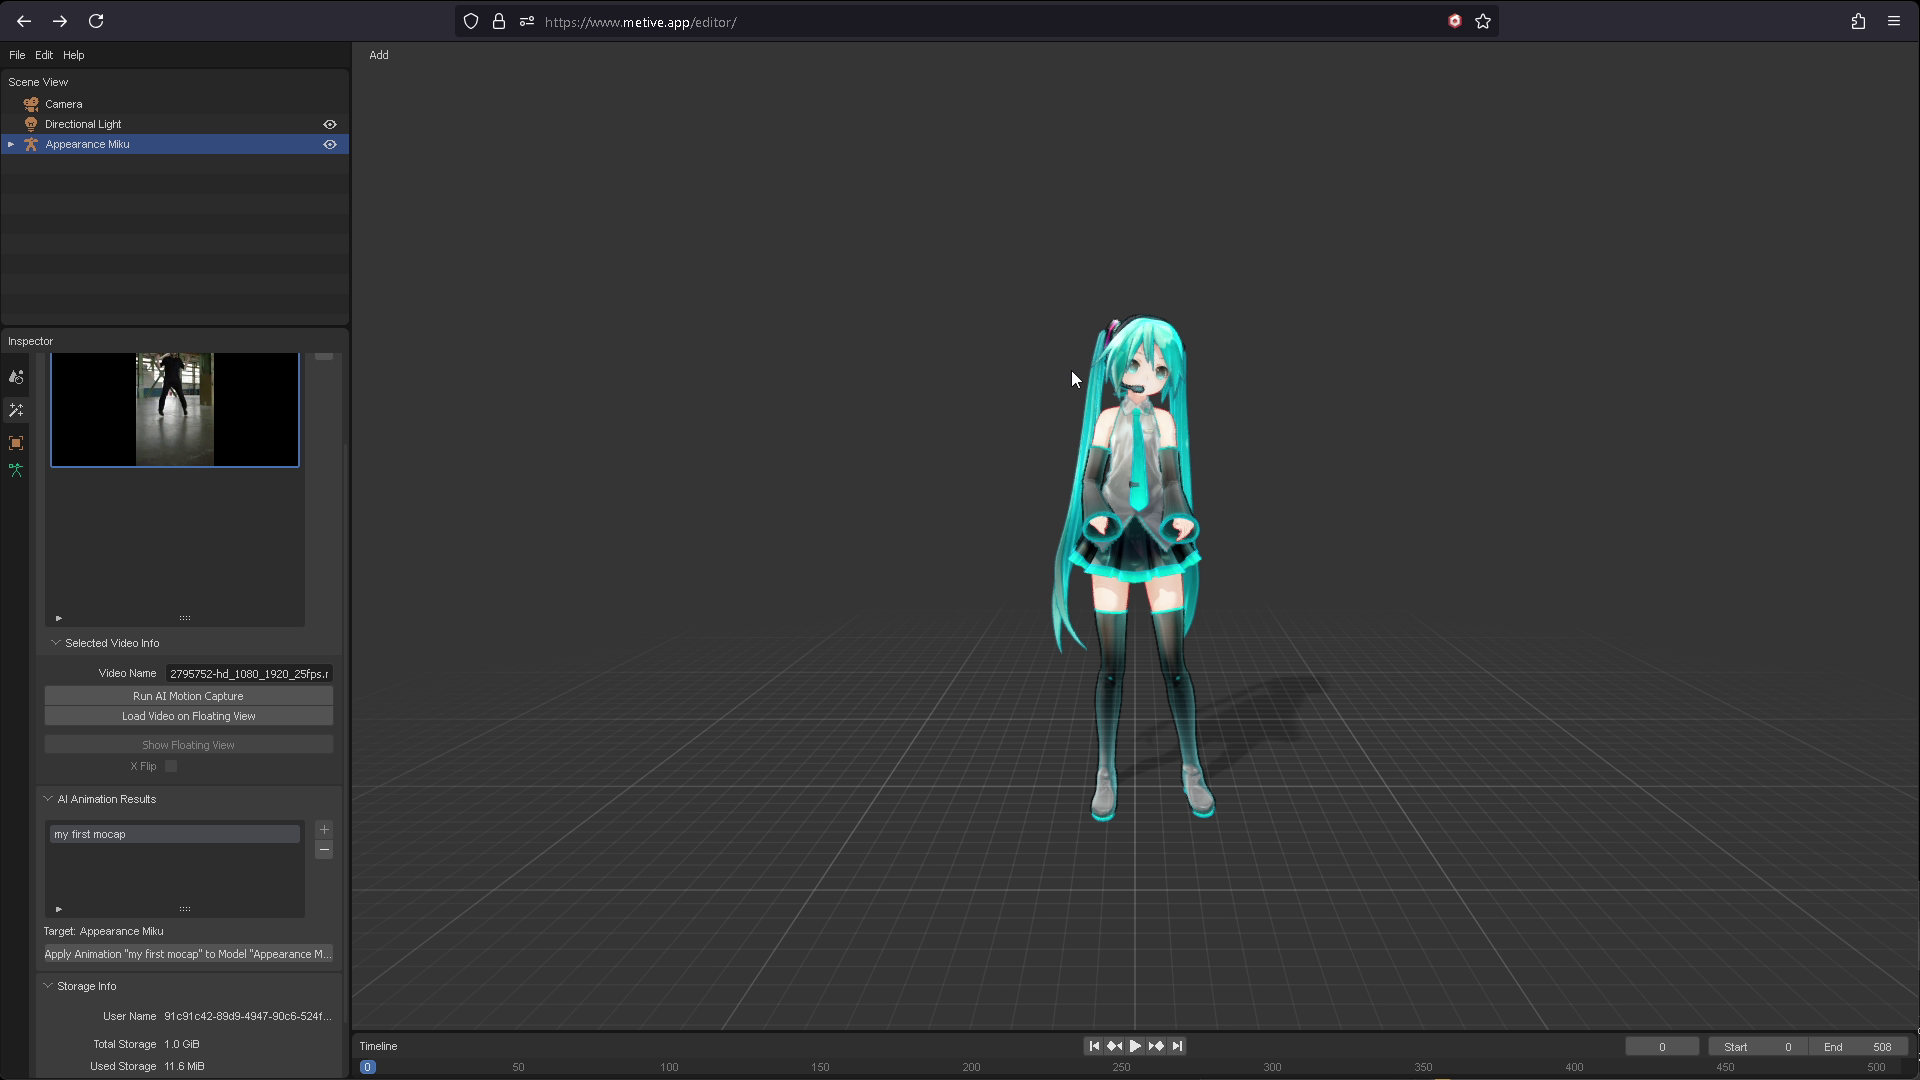 https://www.metive.app/editor/
File Edit Help
Add
Scene View
Camera
Directional Light
Appearance Miku
Inspector
Selected Video Info
Video Name 2795752-hd_1080_1920_25fps.r
Run AI Motion Capture
Load Video on Floating View
Show Floating View
X Flip
AI Animation Results
my first mocap
Target: Appearance Miku
Apply Animation "my first mocap" to Model "Appearance M...
Storage Info
User Name 91c91c42-89d9-4947-90c6-524f...
Total Storage 1.0 GiB
Used Storage 11.6 MiB
Timeline
0 Start 0 End 508
0 50 100 150 200 250 300 350 400 450 500